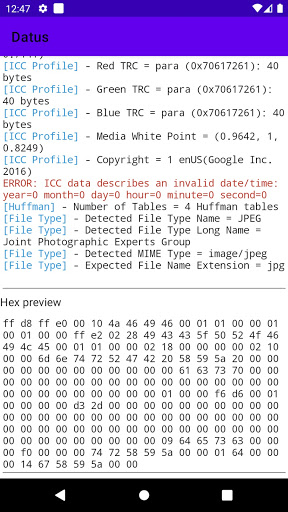 12:47
Datus
[ICC Profile] - Red TRC = para (0x70617261): 40
bytes
[ICC Profile] - Green TRC = para (0x70617261):
40 bytes
[ICC Profile] - Blue TRC = para (0x70617261): 40
bytes
[ICC Profile] - Media White Point = (0.9642, 1,
0.8249)
[ICC Profile] - Copyright = 1 enUS(Google Inc.
2016)
ERROR: ICC data describes an invalid date/time:
year=0 month=0 day=0 hour=0 minute=0 second=0
[Huffman] - Number of Tables = 4 Huffman tables
[File Type] - Detected File Type Name = JPEG
[File Type] - Detected File Type Long Name =
Joint Photographic Experts Group
[File Type] - Detected MIME Type = image/jpeg
[File Type] - Expected File Name Extension = jpg
Hex preview
ff d8 ff e0 00 10 4a 46 49 46 00 01 01 00 00 01
00 01 00 00 ff e2 02 28 49 43 43 5f 50 52 4f 46
49 4c 45 00 01 01 00 00 02 18 00 00 00 00 02 10
00 00 6d 6e 74 72 52 47 42 20 58 59 5a 20 00 00
00 00 00 00 00 00 00 00 00 00 61 63 73 70 00 00
00 00 00 00 00 00 00 00 00 00 00 00 00 00 00 00
00 00 00 00 00 00 00 00 01 00 00 f6 d6 00 01
00 00 00 00 d3 2d 00 00 00 00 00 00 00 00 00 00
00 00 00 00 00 00 00 00 00 00 00 00 00 00 00 00
00 00 00 00 00 00 00 00 00 00 00 00 00 00 00 00
00 00 00 00 00 00 00 00 00 09 64 65 73 63 00 00
00 f0 00 00 00 74 72 58 59 5a 00 00 01 64 00 00
00 14 67 58 59 5a 00 00